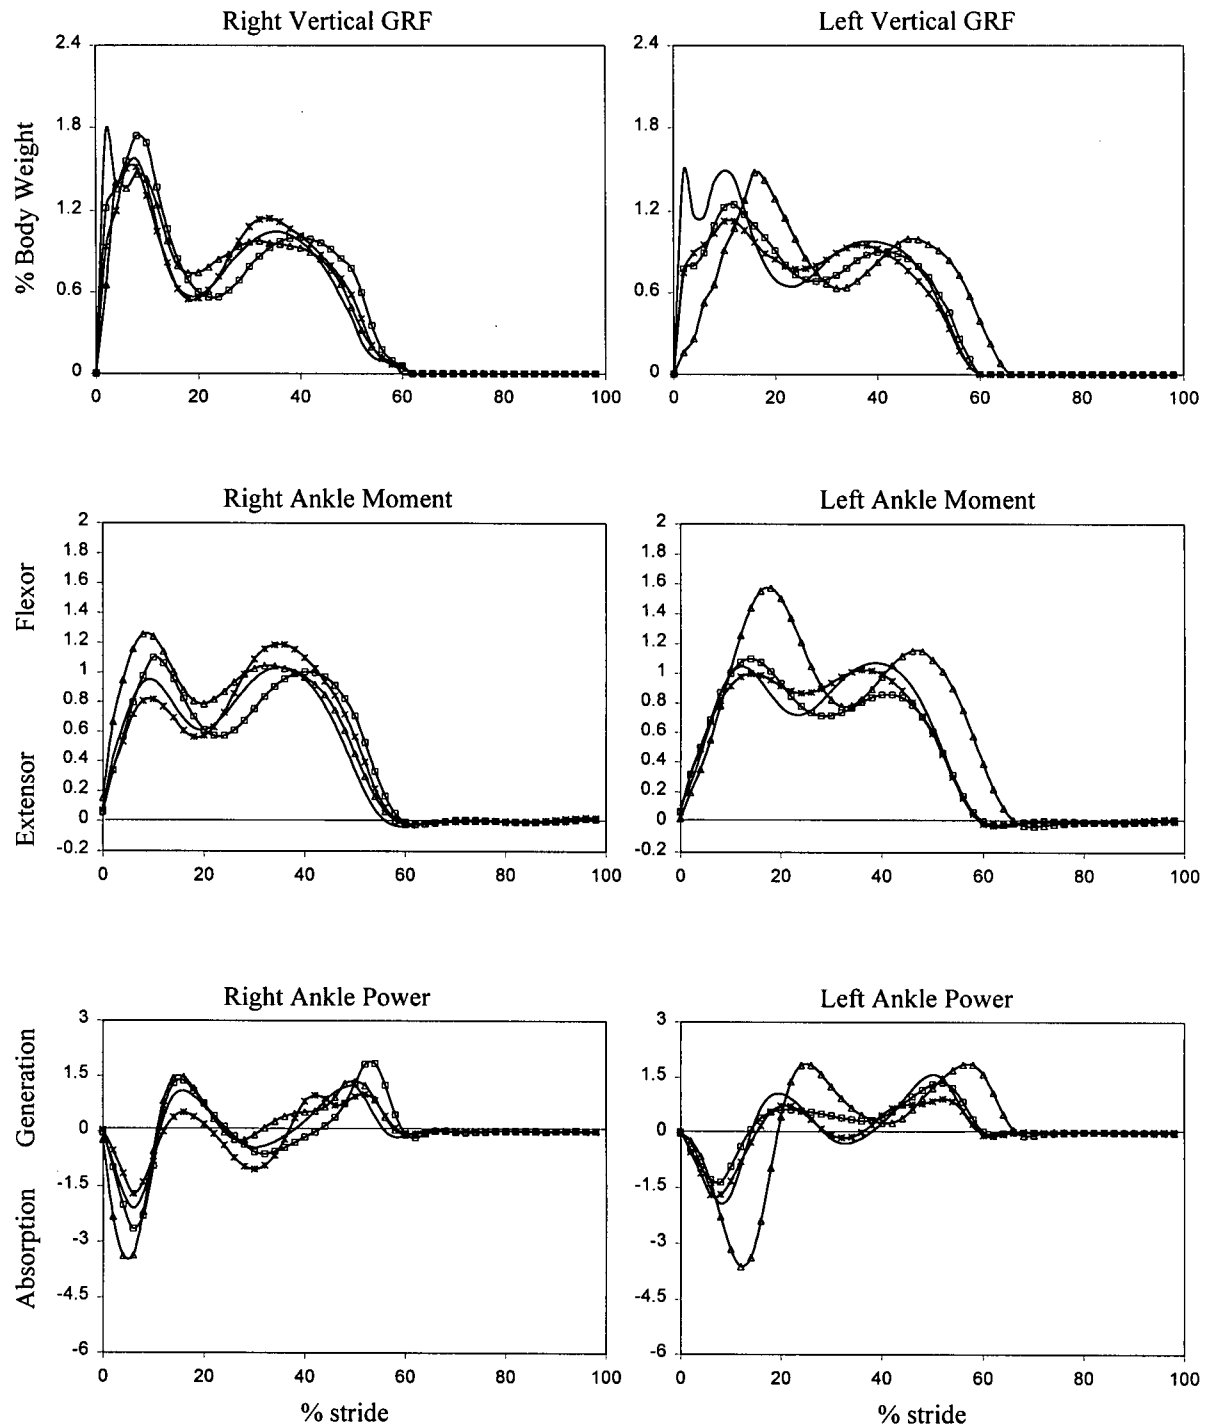 Right Vertical GRF
Left Vertical GRF
% Body Weight
2.4
1.8
1.2
0.6
0
0 20 40 60 80 100
2.4
1.8
1.2
0.6
0
0 20 40 60 80 100
Right Ankle Moment
Left Ankle Moment
Extensor Flexor
2
1.8
1.6
1.4
1.2
1
0.8
0.6
0.4
0.2
0
-0.2
0 20 40 60 80 100
2
1.8
1.6
1.4
1.2
1
0.8
0.6
0.4
0.2
0
-0.2
0 20 40 60 80 100
Right Ankle Power
Left Ankle Power
Absorption Generation
3
1.5
0
-1.5
-3
-4.5
-6
0 20 40 60 80 100
% stride
3
1.5
0
-1.5
-3
-4.5
-6
0 20 40 60 80 100
% stride